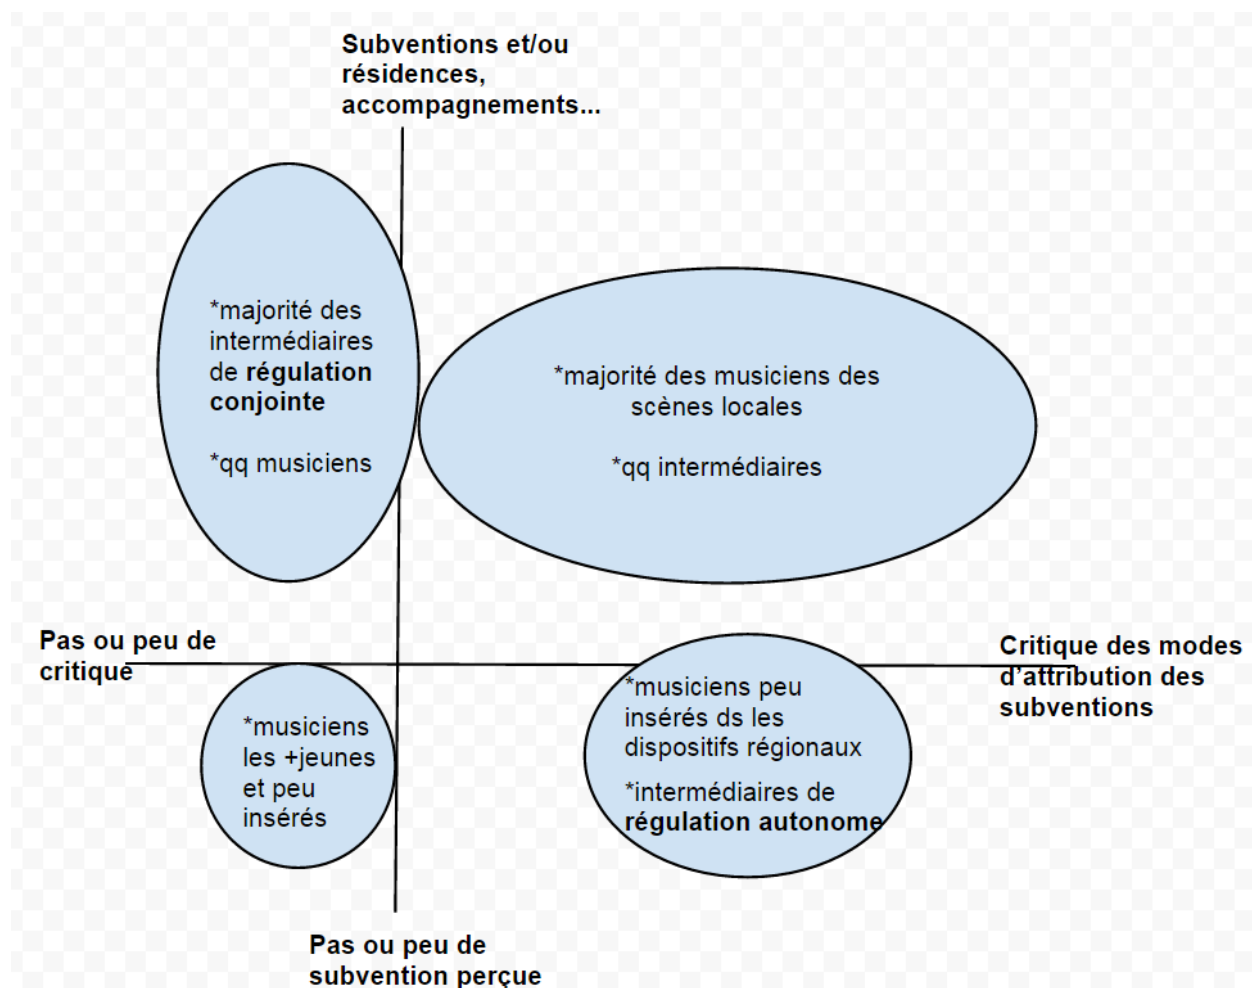 Subventions et/ou
résidences,
accompagnements...
*majorité des
intermédiaires
de régulation
conjointe
*qq musiciens
*majorité des musiciens des
scènes locales
*qq intermédiaires
Pas ou peu de
critique
Critique des modes
d'attribution des
subventions
*musiciens
les +jeunes
et peu
insérés
*musiciens peu
insérés ds les
dispositifs régionaux
*intermédiaires de
régulation autonome
Pas ou peu de
subvention perçue